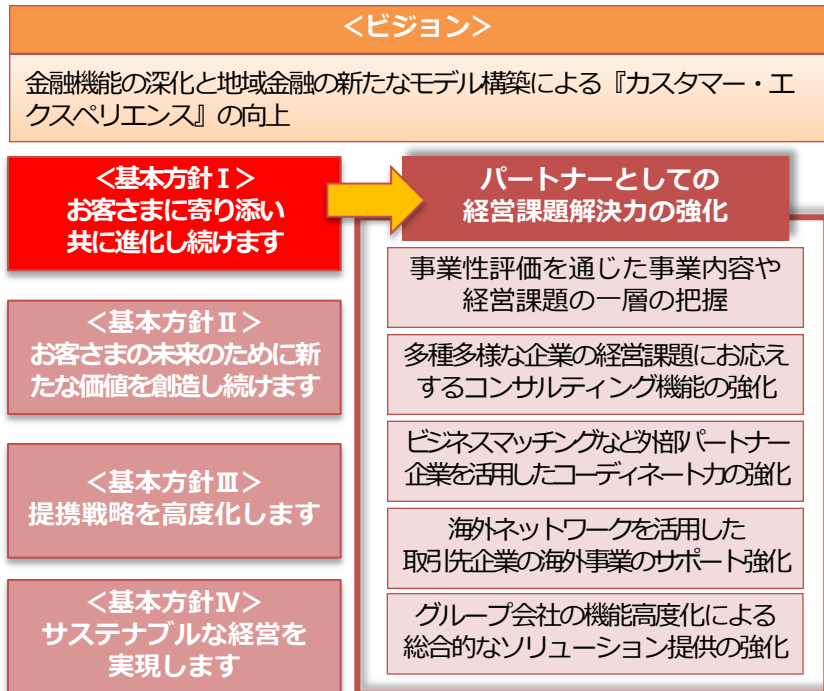 ＜ビジョン＞
金融機能の深化と地域金融の新たなモデル構築による『カスタマー・エ
クスペリエンス』の向上
＜基本方針Ⅰ＞
お客さまに寄り添い
共に進化し続けます
＜基本方針Ⅱ＞
お客さまの未来のために新
たな価値を創造し続けます
＜基本方針Ⅲ＞
提携戦略を高度化します
＜基本方針Ⅳ＞
サステナブルな経営を
実現します
パートナーとしての
経営課題解決力の強化
事業性評価を通じた事業内容や
経営課題の一層の把握
多種多様な企業の経営課題にお応え
するコンサルティング機能の強化
ビジネスマッチングなど外部パートナー
企業を活用したコーディネート力の強化
海外ネットワークを活用した
取引先企業の海外事業のサポート強化
グループ会社の機能高度化による
総合的なソリューション提供の強化